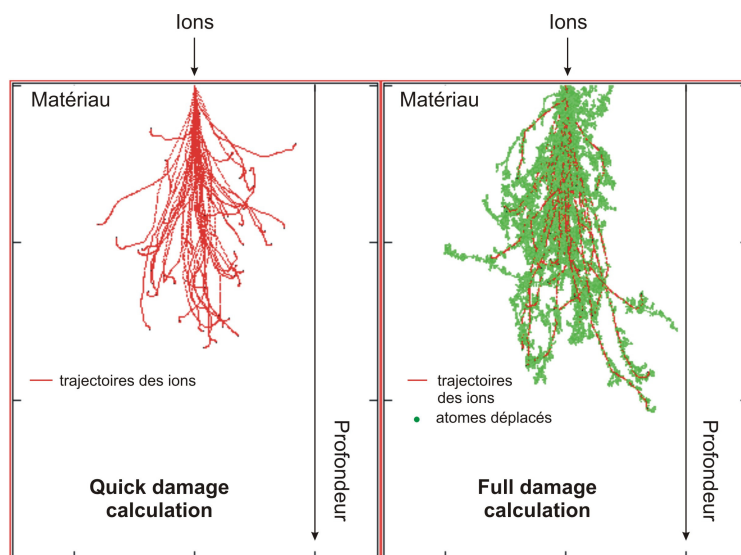 Ions
Matériau
trajectoires des ions
Profondeur
Quick damage
calculation
Ions
Matériau
trajectoires
des ions
atomes déplacés
Profondeur
Full damage
calculation